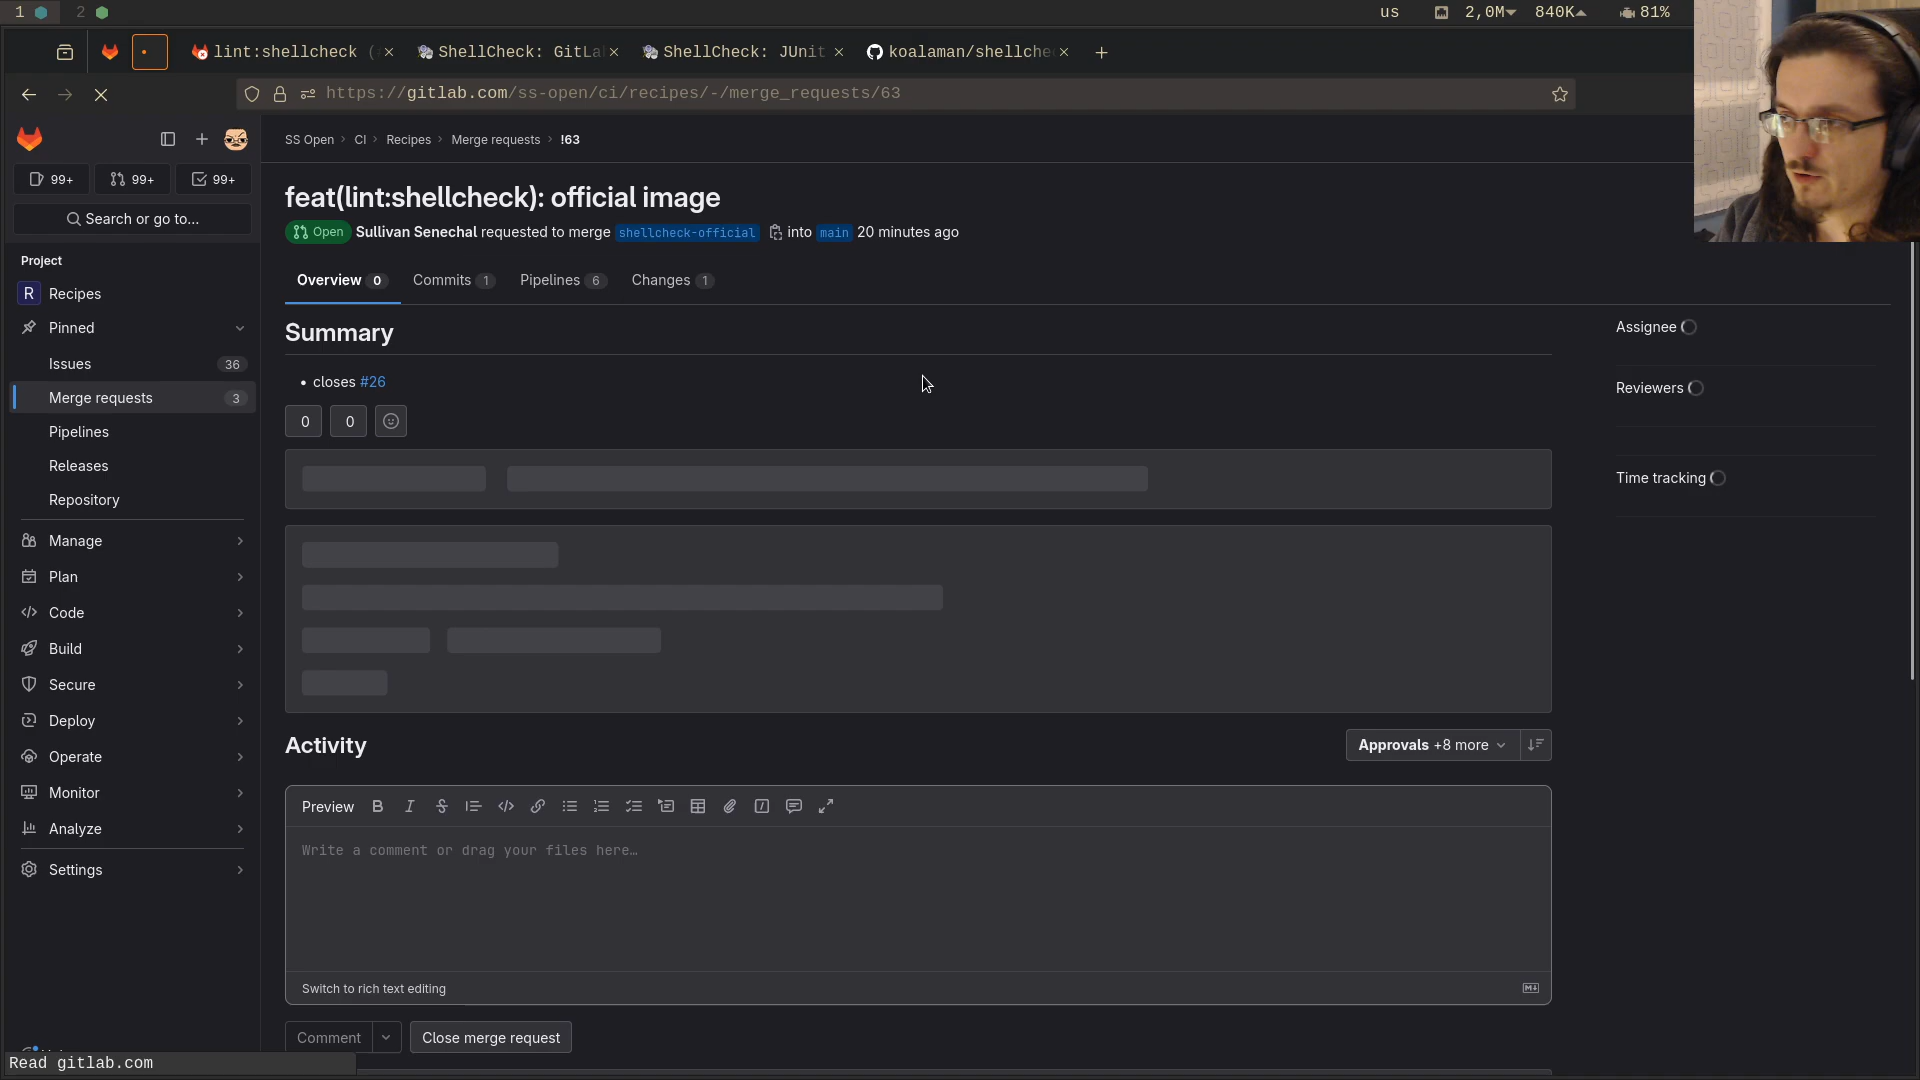 1 2 us 2,0M 840K 81%
lint:shellcheck ( ShellCheck: GitLa ShellCheck: JUnit koalaman/shellche
https://gitlab.com/ss-open/ci/recipes/-/merge_requests/63
SS Open CI Recipes Merge requests !63
99+ 99+ 99+
Search or go to...
Project
R Recipes
Pinned
Issues 36
Merge requests 3
Pipelines
Releases
Repository
Manage
Plan
Code
Build
Secure
Deploy
Operate
Monitor
Analyze
Settings
feat(lint:shellcheck): official image
Open Sullivan Senechal requested to merge shellcheck-official into main 20 minutes ago
Overview 0 Commits 1 Pipelines 6 Changes 1
Summary
• closes #26
0 0
Assignee
Reviewers
Time tracking
Activity
Approvals +8 more
Preview
Write a comment or drag your files here…
Switch to rich text editing
Comment Close merge request
Read gitlab.com